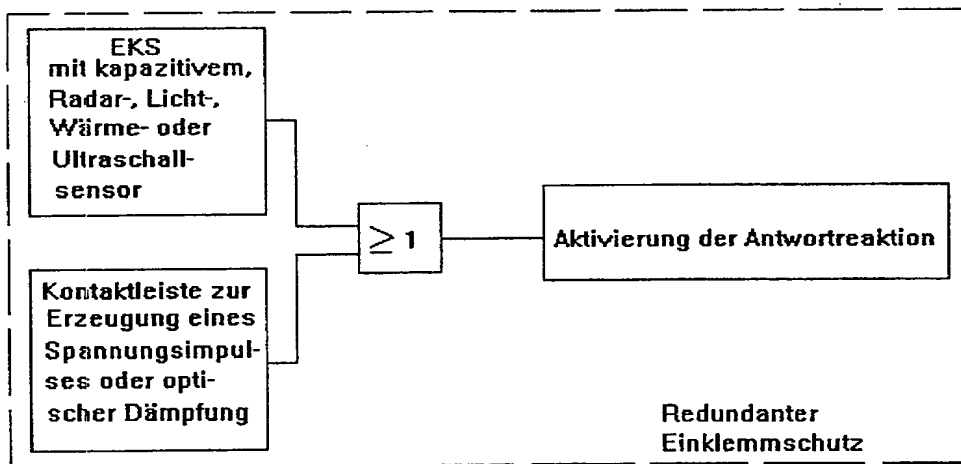 EKS
mit kapazitivem,
Radar-, Licht-,
Wärme- oder
Ultraschall-
sensor
≥ 1
Aktivierung der Antwortreaktion
Kontaktleiste zur
Erzeugung eines
Spannungsimpul-
ses oder opti-
scher Dämpfung
Redundanter
Einklemmschutz